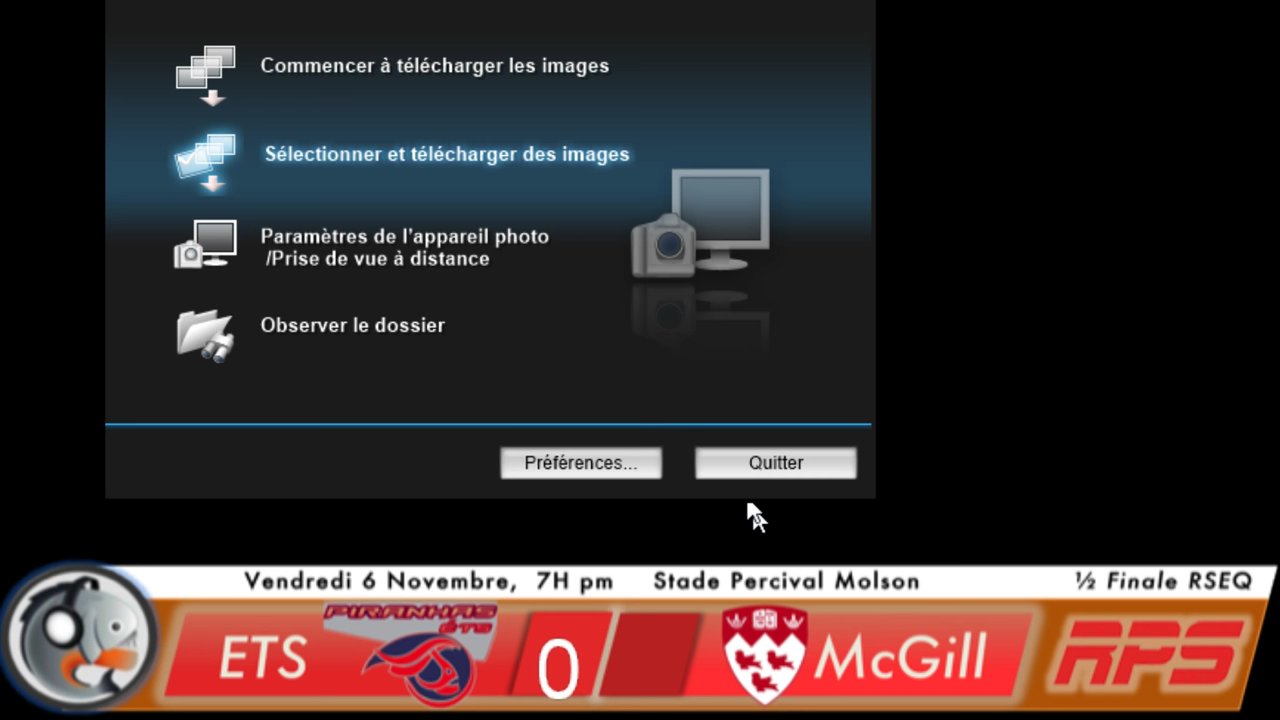 Commencer à télécharger les images
Sélectionner et télécharger des images
Paramètres de l'appareil photo
/Prise de vue à distance
Observer le dossier
Préférences... Quitter
Vendredi 6 Novembre, 7H pm Stade Percival Molson ½ Finale RSEQ
PIRANHAS
ÉTS
ETS 0 McGill RPS